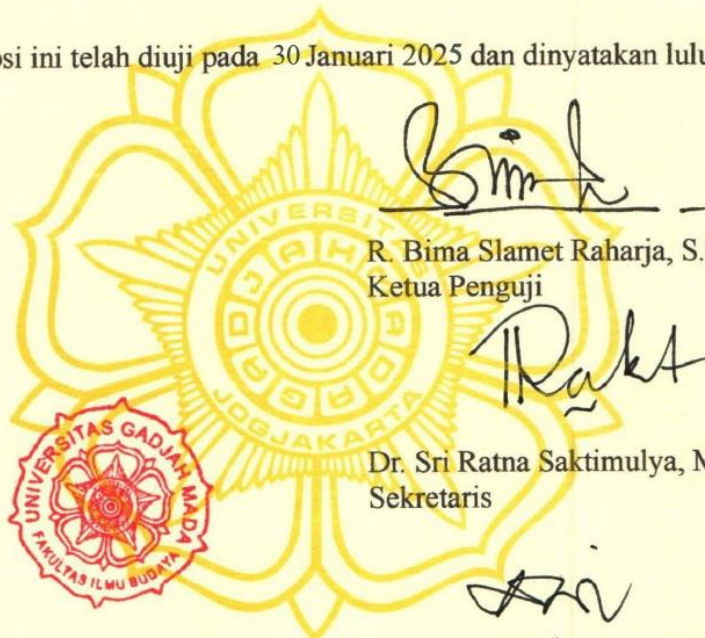 osi ini telah diuji pada 30 Januari 2025 dan dinyatakan lulu
UNIVERSITAS
GADJAH MADA
JOGJAKARTA
R. Bima Slamet Raharja, S.
Ketua Penguji
Dr. Sri Ratna Saktimulya, M
Sekretaris
UNIVERSITAS GADJAH MADA
FAKULTAS ILMU BUDAYA